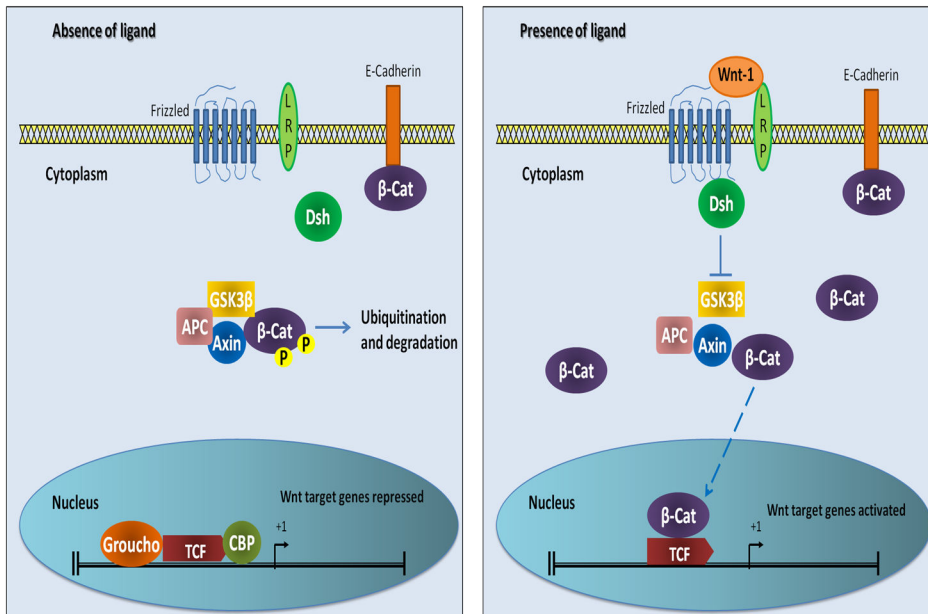 Absence of ligand
E-Cadherin
Frizzled
L
R
P
Cytoplasm
β-Cat
Dsh
GSK3β
APC
Axin
β-Cat
P
P
Ubiquitination
and degradation
Nucleus
Wnt target genes repressed
Groucho
TCF
CBP
+1
Presence of ligand
Wnt-1
E-Cadherin
Frizzled
L
R
P
Cytoplasm
β-Cat
Dsh
GSK3β
β-Cat
APC
Axin
β-Cat
β-Cat
Nucleus
β-Cat
Wnt target genes activated
TCF
+1